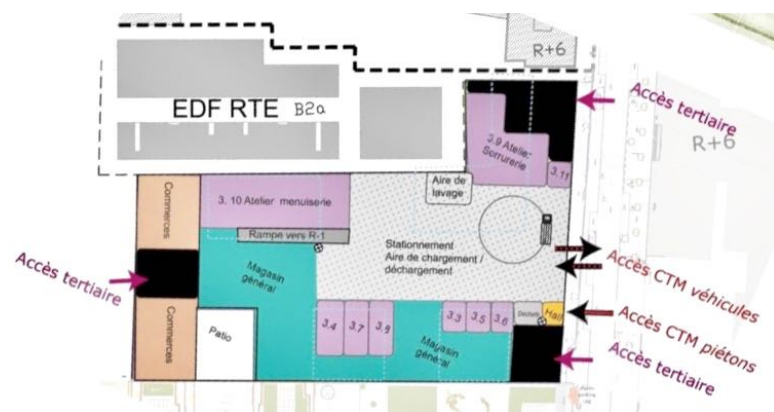 R+6
EDF RTE B2a
Accès tertiaire
R+6
3.9 Atelier
Serrurerie
3.11
Aire de
lavage
Commerces
3. 10 Atelier menuiserie
Rampe vers R-1
Stationnement
Aire de chargement /
déchargement
Accès tertiaire
Magasin
général
Accès CTM véhicules
Commerces
Patio
3.4
3.7
3.8
3.3
3.5
3.6
Déchets
Hall
Accès CTM piétons
Magasin
général
Accès tertiaire